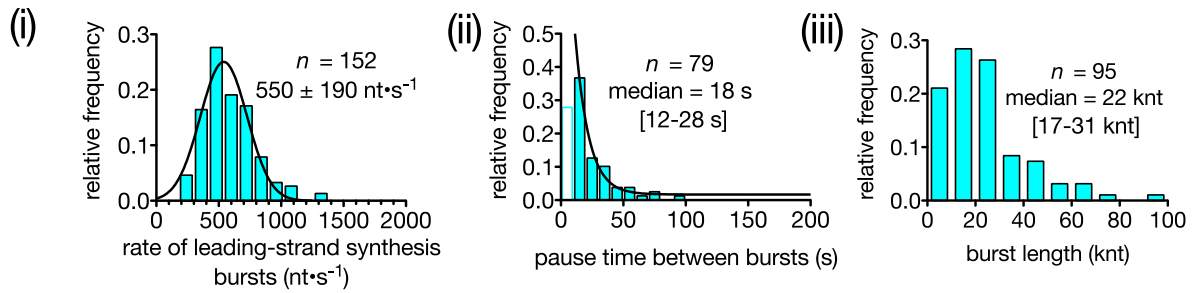 (i)
relative frequency
0.3
0.2
0.1
0.0
n = 152
550 ± 190 nt•s⁻¹
0 500 1000 1500 2000
rate of leading-strand synthesis
bursts (nt•s⁻¹)
(ii)
relative frequency
0.5
0.4
0.3
0.2
0.1
0.0
n = 79
median = 18 s
[12-28 s]
0 50 100 150 200
pause time between bursts (s)
(iii)
relative frequency
0.3
0.2
0.1
0.0
n = 95
median = 22 knt
[17-31 knt]
0 20 40 60 80 100
burst length (knt)